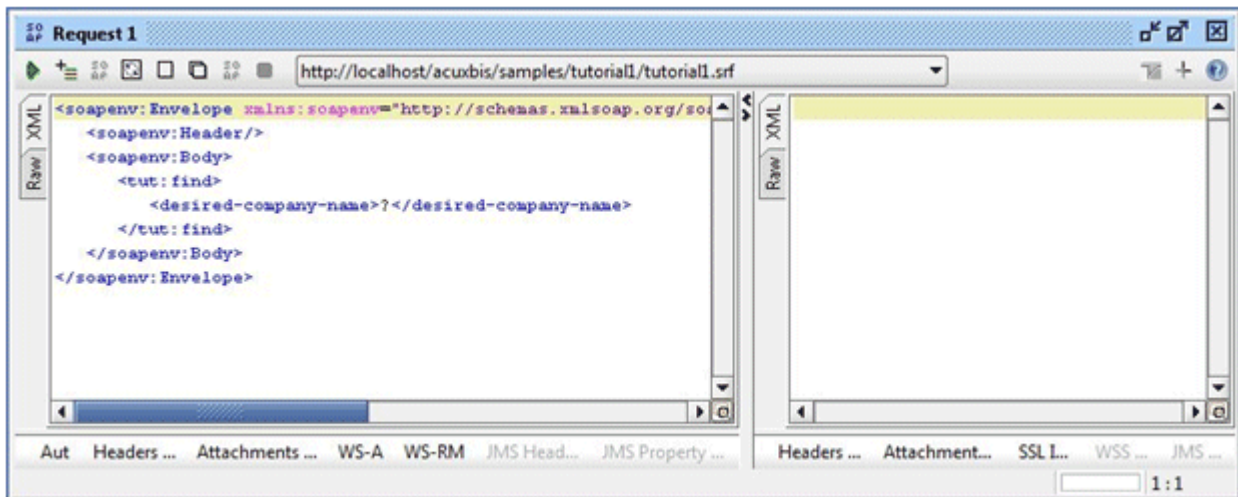 SO
AP Request 1
http://localhost/acuxbis/samples/tutorial1/tutorial1.srf
XML
Raw
<soapenv:Envelope xmlns:soapenv="http://schemas.xmlsoap.org/soa
<soapenv:Header/>
<soapenv:Body>
<tut:find>
<desired-company-name>?</desired-company-name>
</tut:find>
</soapenv:Body>
</soapenv:Envelope>
XML
Raw
Aut Headers ... Attachments ... WS-A WS-RM JMS Head... JMS Property ...
Headers ... Attachment... SSL I... WSS ... JMS ...
1:1